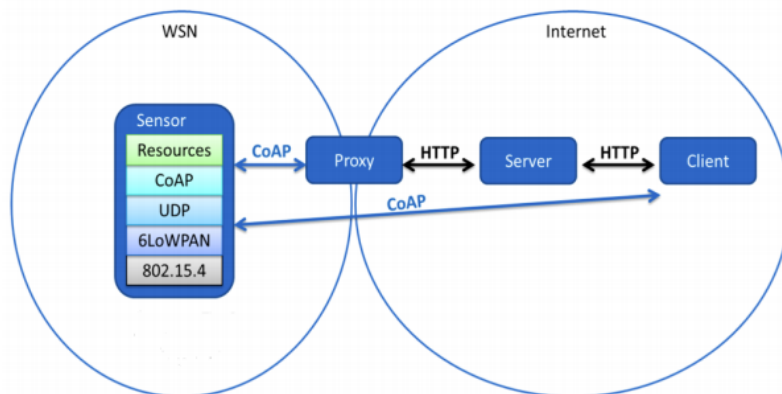 WSN
Internet
Sensor
Resources
CoAP
UDP
6LoWPAN
802.15.4
CoAP
Proxy
HTTP
Server
HTTP
Client
CoAP